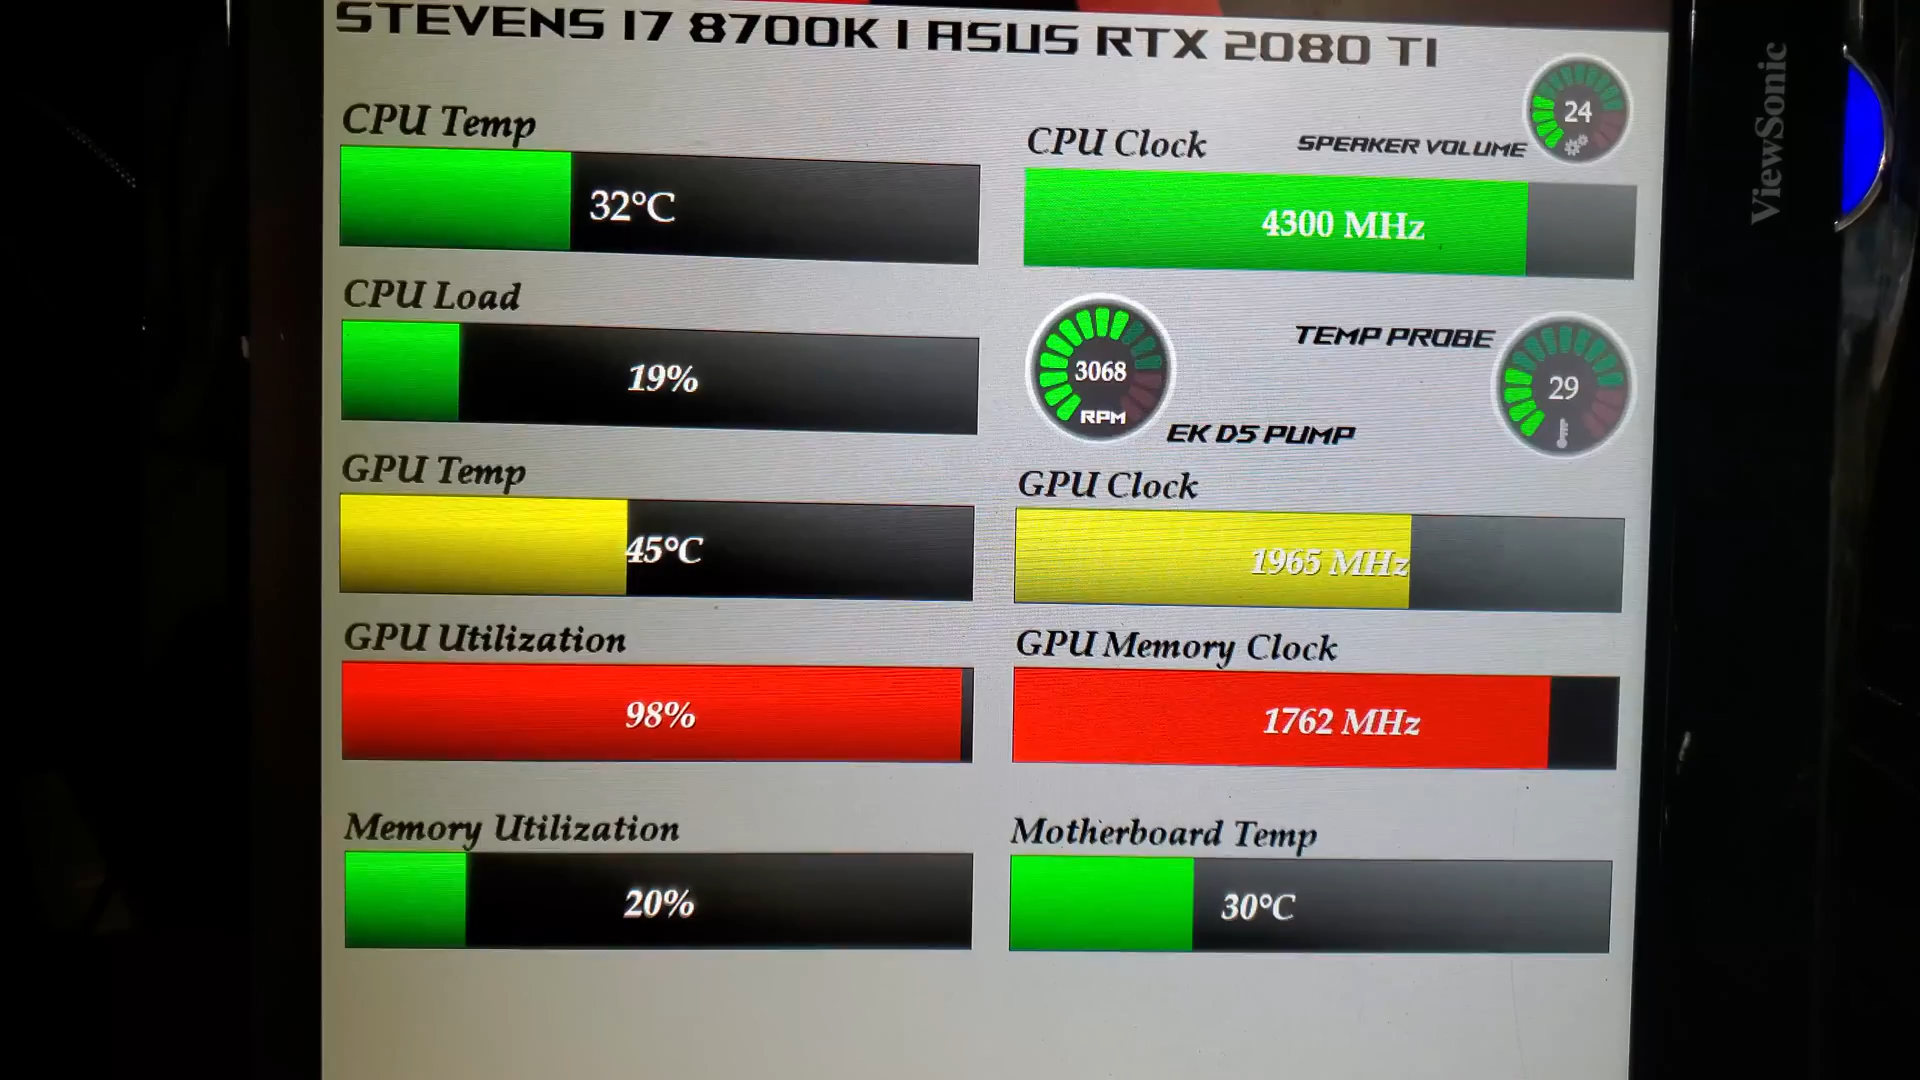 STEVENS I7 8700K | ASUS RTX 2080 TI
CPU Temp
32°C
CPU Clock
SPEAKER VOLUME
24
4300 MHz
CPU Load
19%
3068
RPM
EK D5 PUMP
TEMP PROBE
29
GPU Temp
45°C
GPU Clock
1965 MHz
GPU Utilization
98%
GPU Memory Clock
1762 MHz
Memory Utilization
20%
Motherboard Temp
30°C
ViewSonic